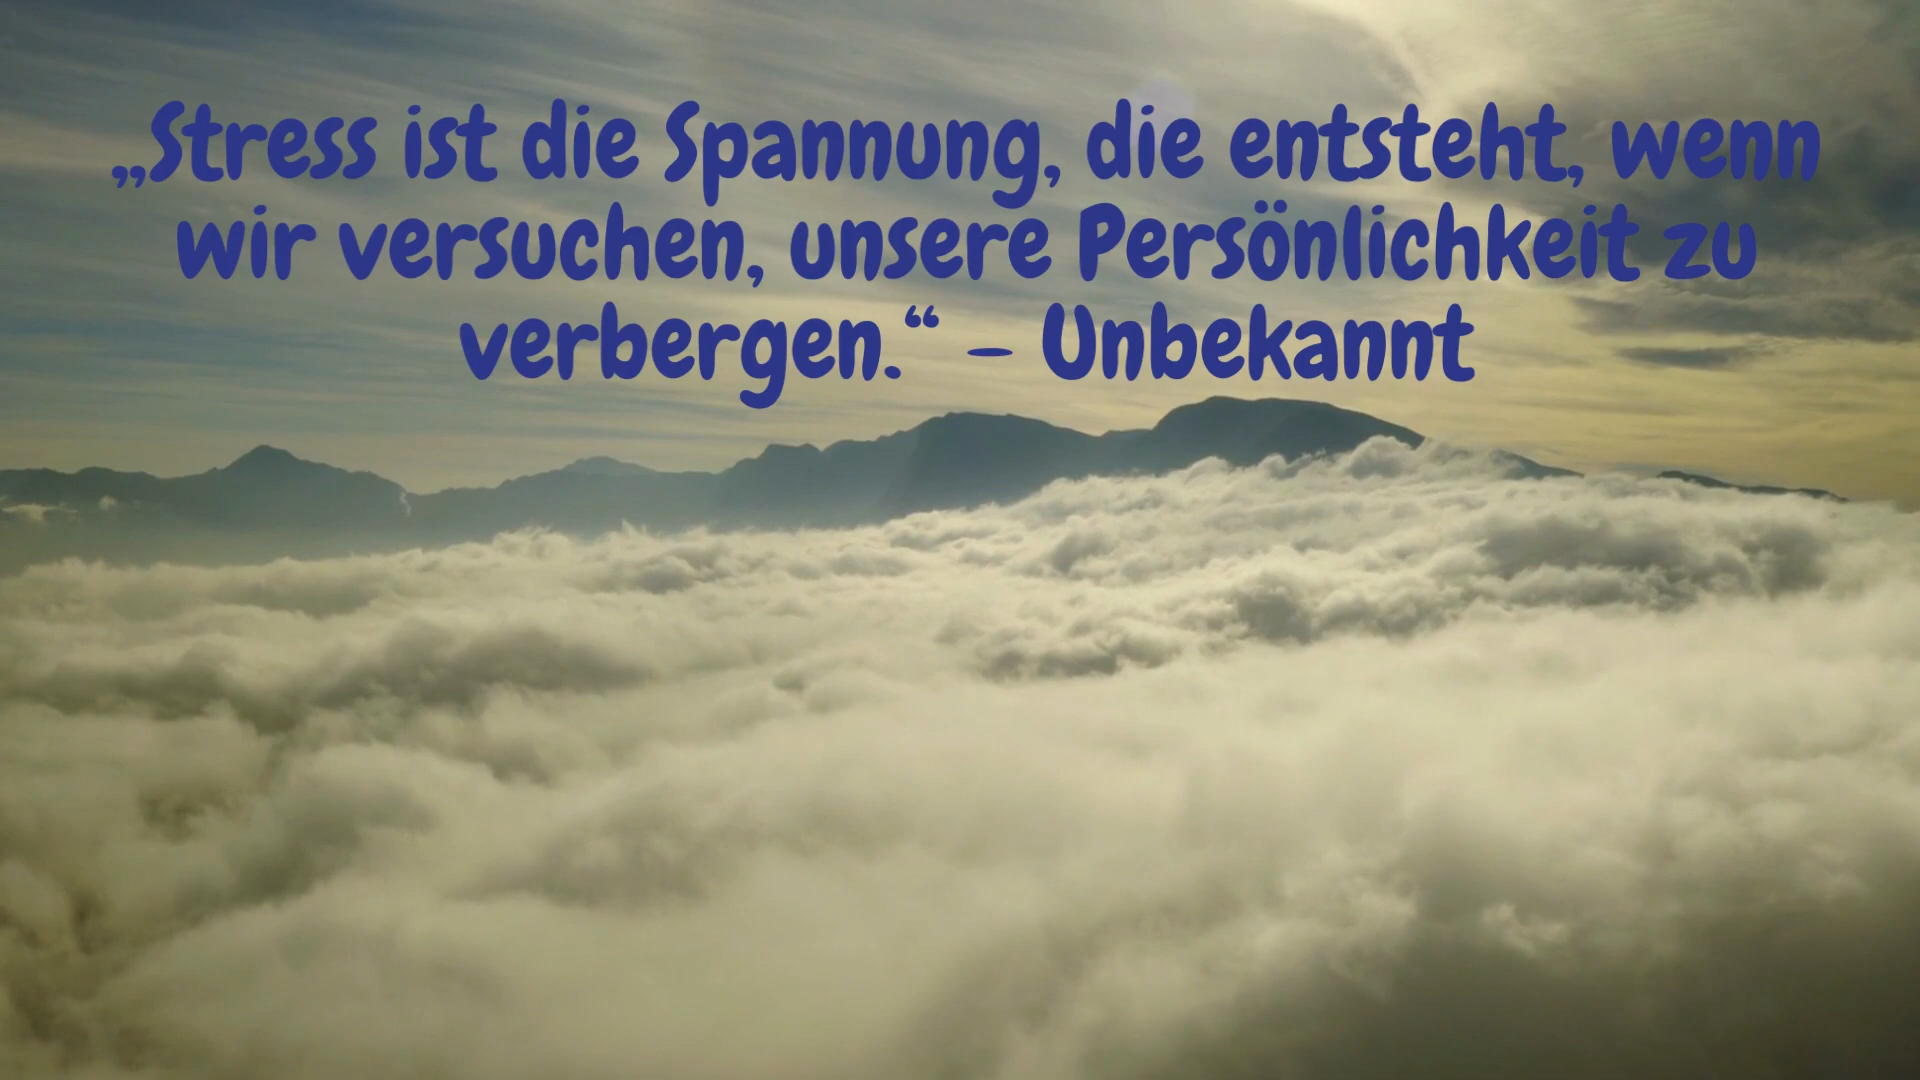 „Stress ist die Spannung, die entsteht, wenn
wir versuchen, unsere Persönlichkeit zu
verbergen.“ – Unbekannt